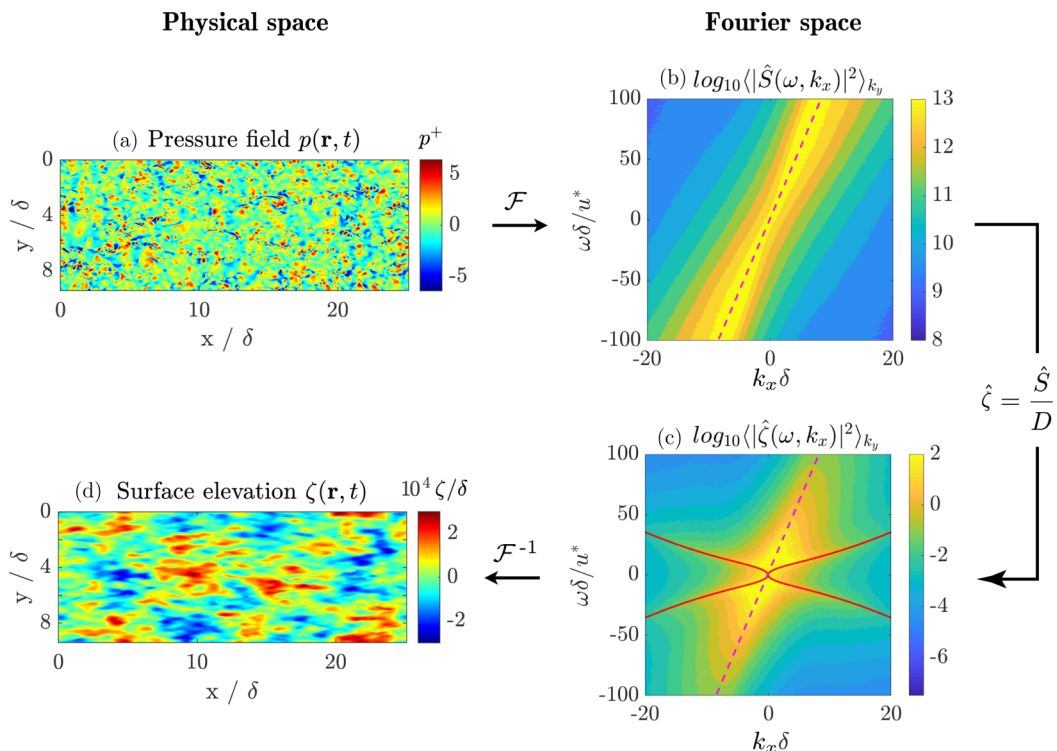 Physical space
Fourier space
(a) Pressure field p(r, t)
p⁺
0
4
8
y / δ
0
10
20
x / δ
5
0
-5
ℱ
(b) log₁₀⟨|Ŝ(ω, kₓ)|²⟩ₖᵧ
100
50
0
-50
-100
ωδ/u*
-20
0
20
kₓδ
13
12
11
10
9
8
ζ̂ = Ŝ / D
(c) log₁₀⟨|ζ̂(ω, kₓ)|²⟩ₖᵧ
100
50
0
-50
-100
ωδ/u*
-20
0
20
kₓδ
2
0
-2
-4
-6
ℱ⁻¹
(d) Surface elevation ζ(r, t)
10⁴ ζ/δ
0
4
8
y / δ
0
10
20
x / δ
2
0
-2